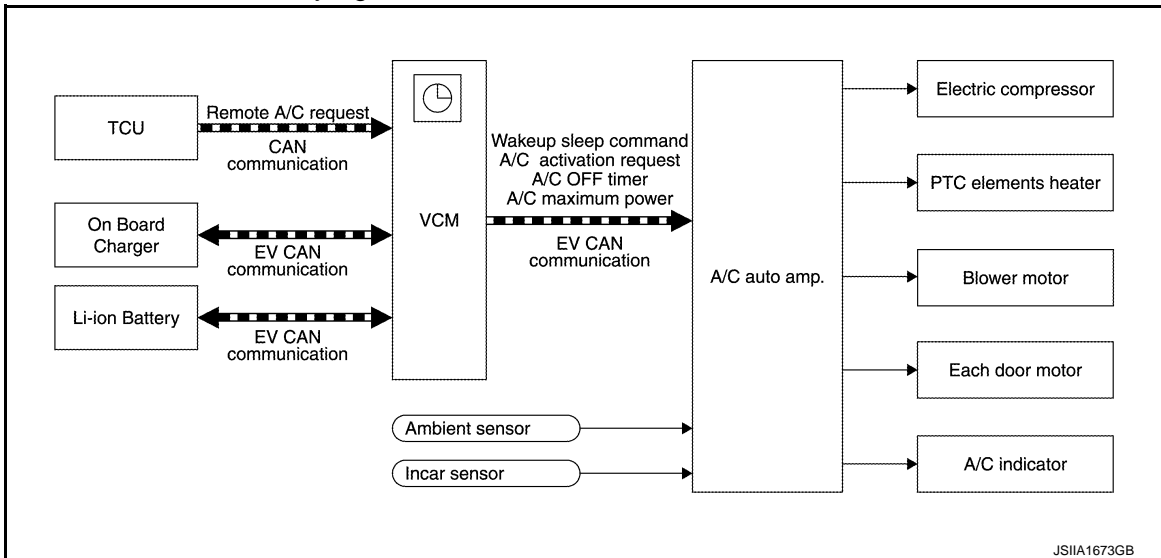 TCU
Remote A/C request
CAN
communication
On Board
Charger
EV CAN
communication
Li-ion Battery
EV CAN
communication
VCM
Wakeup sleep command
A/C activation request
A/C OFF timer
A/C maximum power
EV CAN
communication
Ambient sensor
Incar sensor
A/C auto amp.
Electric compressor
PTC elements heater
Blower motor
Each door motor
A/C indicator
JSIIA1673GB